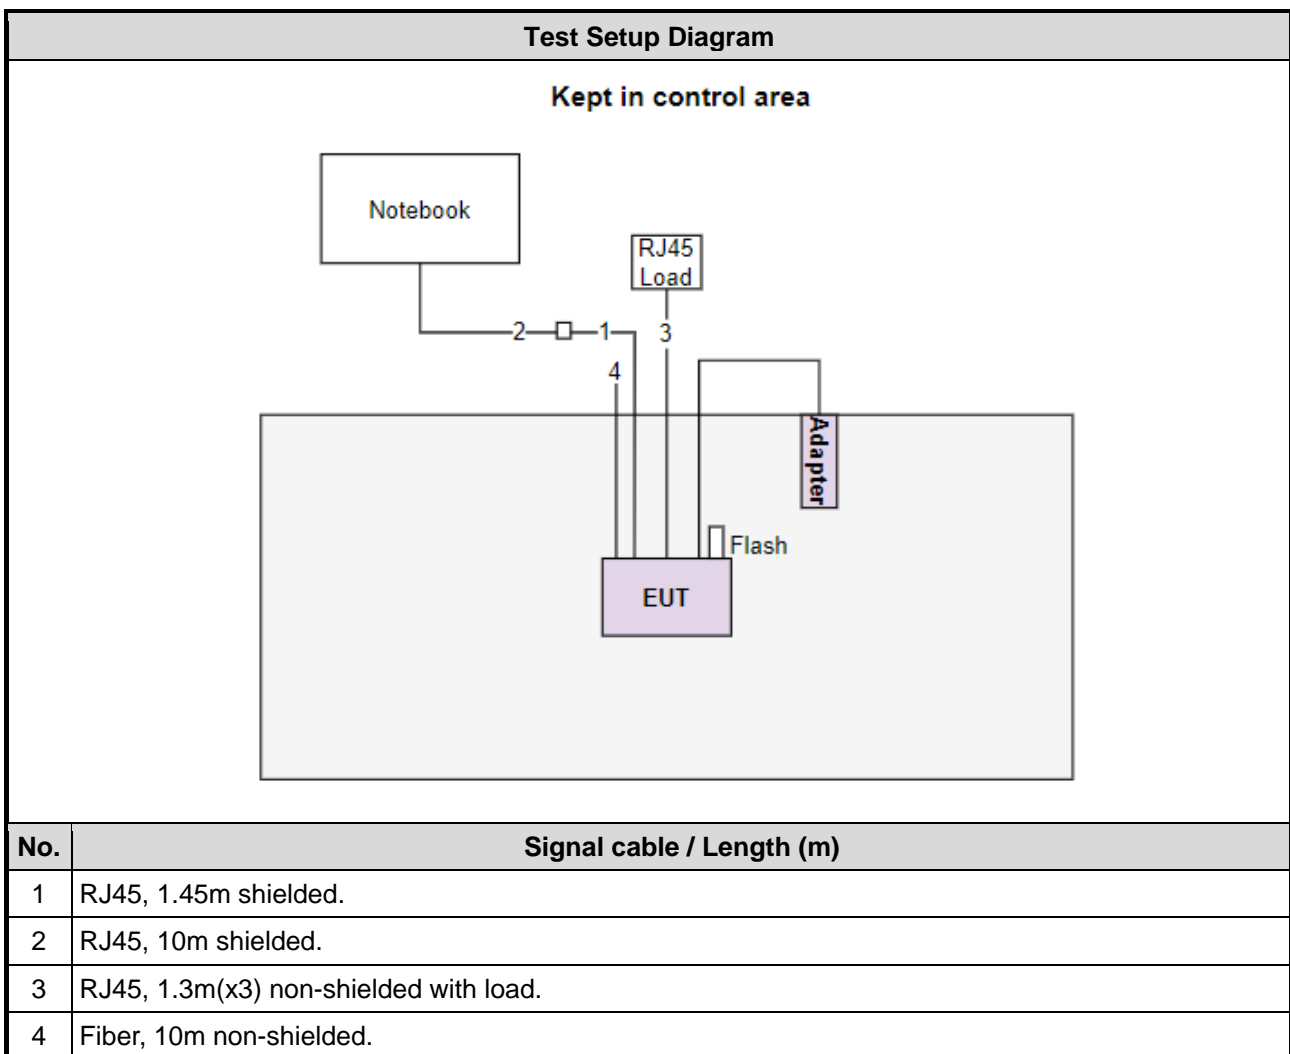 Test Setup Diagram
Kept in control area
Notebook
RJ45
Load
2
1
3
4
Adapter
Flash
EUT
No. Signal cable / Length (m)
1 RJ45, 1.45m shielded.
2 RJ45, 10m shielded.
3 RJ45, 1.3m(x3) non-shielded with load.
4 Fiber, 10m non-shielded.